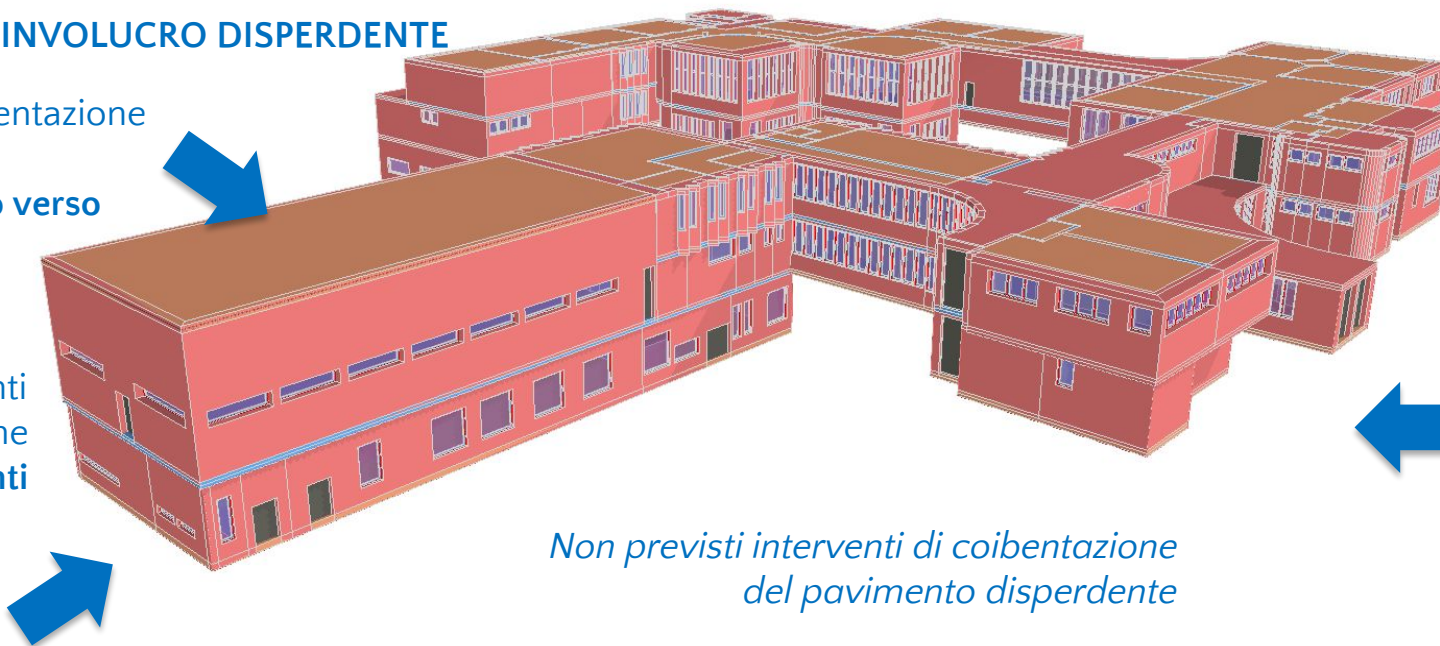 INVOLUCRO DISPERDENTE
entazione
o verso
nti
ne
nti
Non previsti interventi di coibentazione
del pavimento disperdente